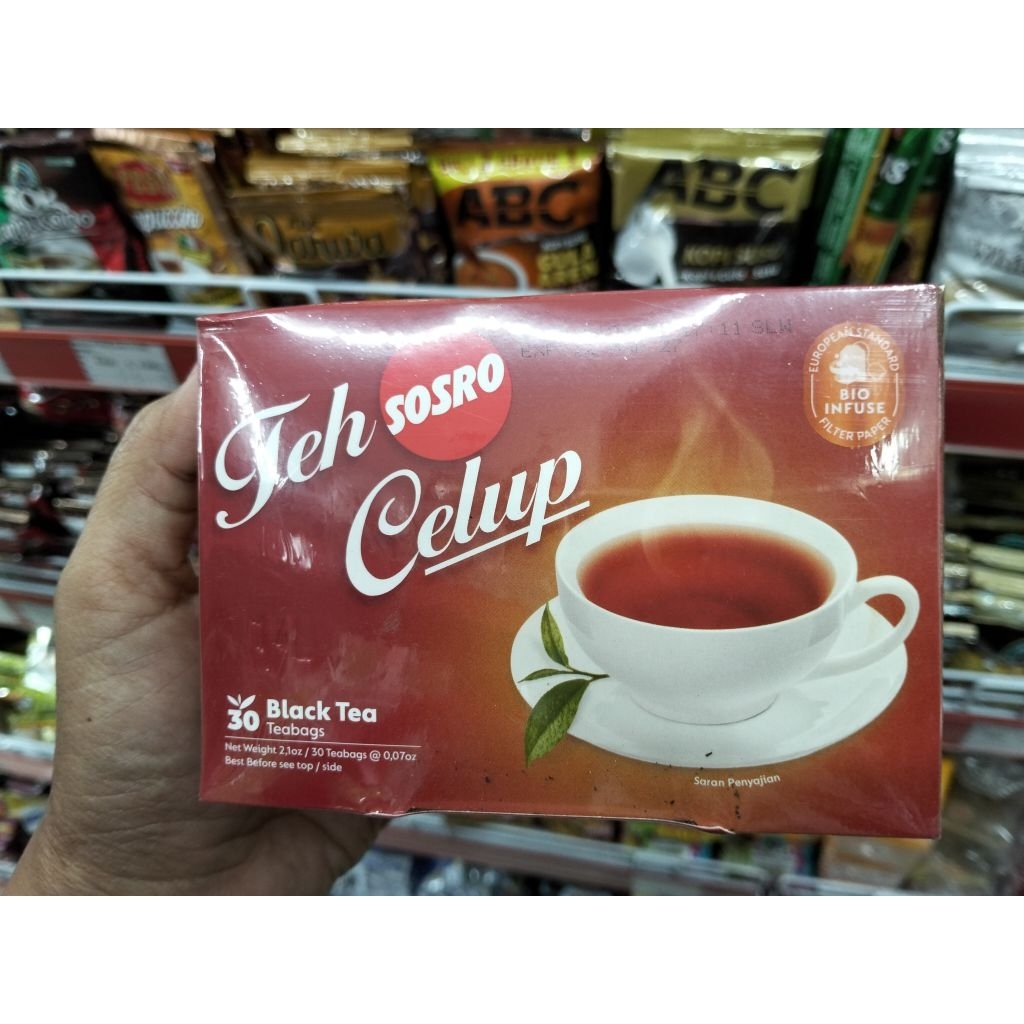 ABC
ABC
Teh SOSRO
Celup
EUROPEAN STANDARD
BIO
INFUSE
FILTER PAPER
30 Black Tea
Teabags
Net Weight 2,1oz / 30 Teabags @ 0,07oz
Best Before see top / side
Saran Penyajian